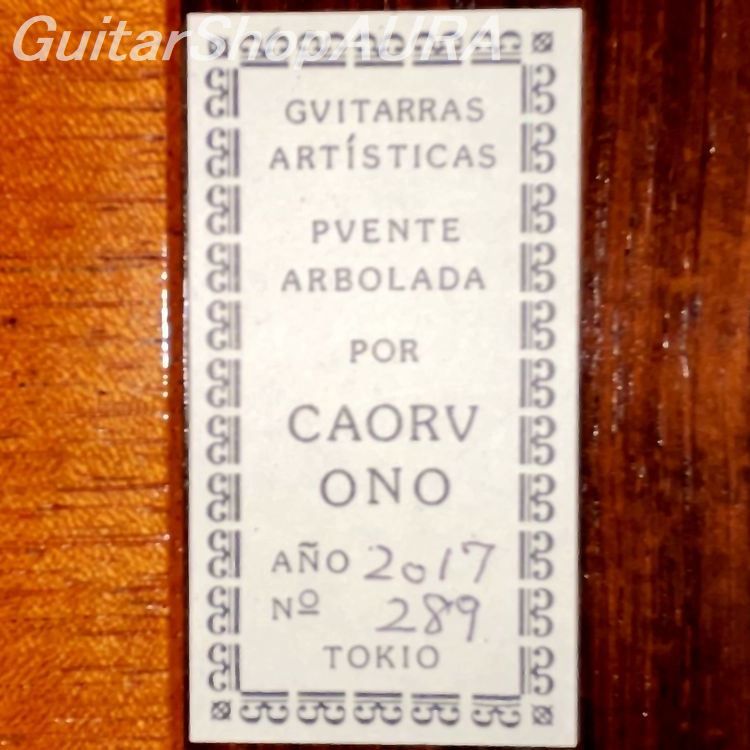 GuitarShopAURA
GVITARRAS
ARTÍSTICAS
PVENTE
ARBOLADA
POR
CAORV
ONO
AÑO 2017
Nº 289
TOKIO